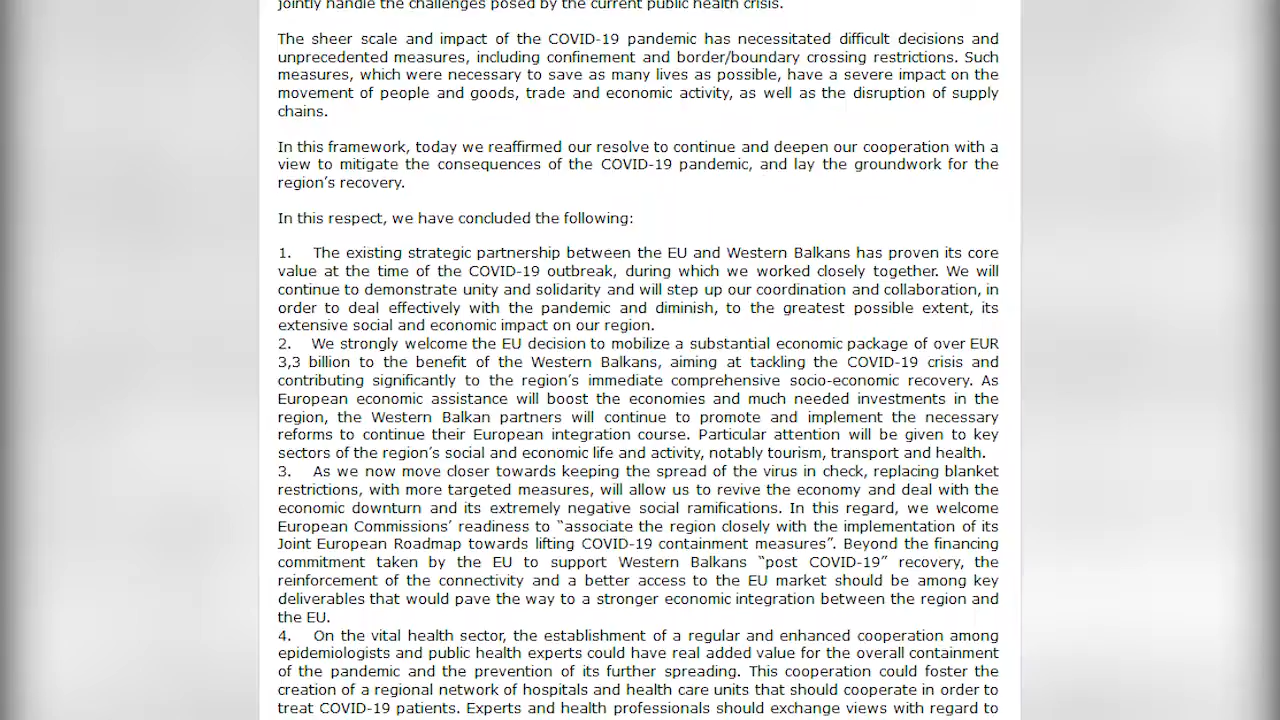 jointly handle the challenges posed by the current public health crisis.
The sheer scale and impact of the COVID-19 pandemic has necessitated difficult decisions and
unprecedented measures, including confinement and border/boundary crossing restrictions. Such
measures, which were necessary to save as many lives as possible, have a severe impact on the
movement of people and goods, trade and economic activity, as well as the disruption of supply
chains.
In this framework, today we reaffirmed our resolve to continue and deepen our cooperation with a
view to mitigate the consequences of the COVID-19 pandemic, and lay the groundwork for the
region's recovery.
In this respect, we have concluded the following:
1. The existing strategic partnership between the EU and Western Balkans has proven its core
value at the time of the COVID-19 outbreak, during which we worked closely together. We will
continue to demonstrate unity and solidarity and will step up our coordination and collaboration, in
order to deal effectively with the pandemic and diminish, to the greatest possible extent, its
extensive social and economic impact on our region.
2. We strongly welcome the EU decision to mobilize a substantial economic package of over EUR
3,3 billion to the benefit of the Western Balkans, aiming at tackling the COVID-19 crisis and
contributing significantly to the region's immediate comprehensive socio-economic recovery. As
European economic assistance will boost the economies and much needed investments in the
region, the Western Balkan partners will continue to promote and implement the necessary
reforms to continue their European integration course. Particular attention will be given to key
sectors of the region's social and economic life and activity, notably tourism, transport and health.
3. As we now move closer towards keeping the spread of the virus in check, replacing blanket
restrictions, with more targeted measures, will allow us to revive the economy and deal with the
economic downturn and its extremely negative social ramifications. In this regard, we welcome
European Commissions' readiness to "associate the region closely with the implementation of its
Joint European Roadmap towards lifting COVID-19 containment measures". Beyond the financing
commitment taken by the EU to support Western Balkans "post COVID-19" recovery, the
reinforcement of the connectivity and a better access to the EU market should be among key
deliverables that would pave the way to a stronger economic integration between the region and
the EU.
4. On the vital health sector, the establishment of a regular and enhanced cooperation among
epidemiologists and public health experts could have real added value for the overall containment
of the pandemic and the prevention of its further spreading. This cooperation could foster the
creation of a regional network of hospitals and health care units that should cooperate in order to
treat COVID-19 patients. Experts and health professionals should exchange views with regard to